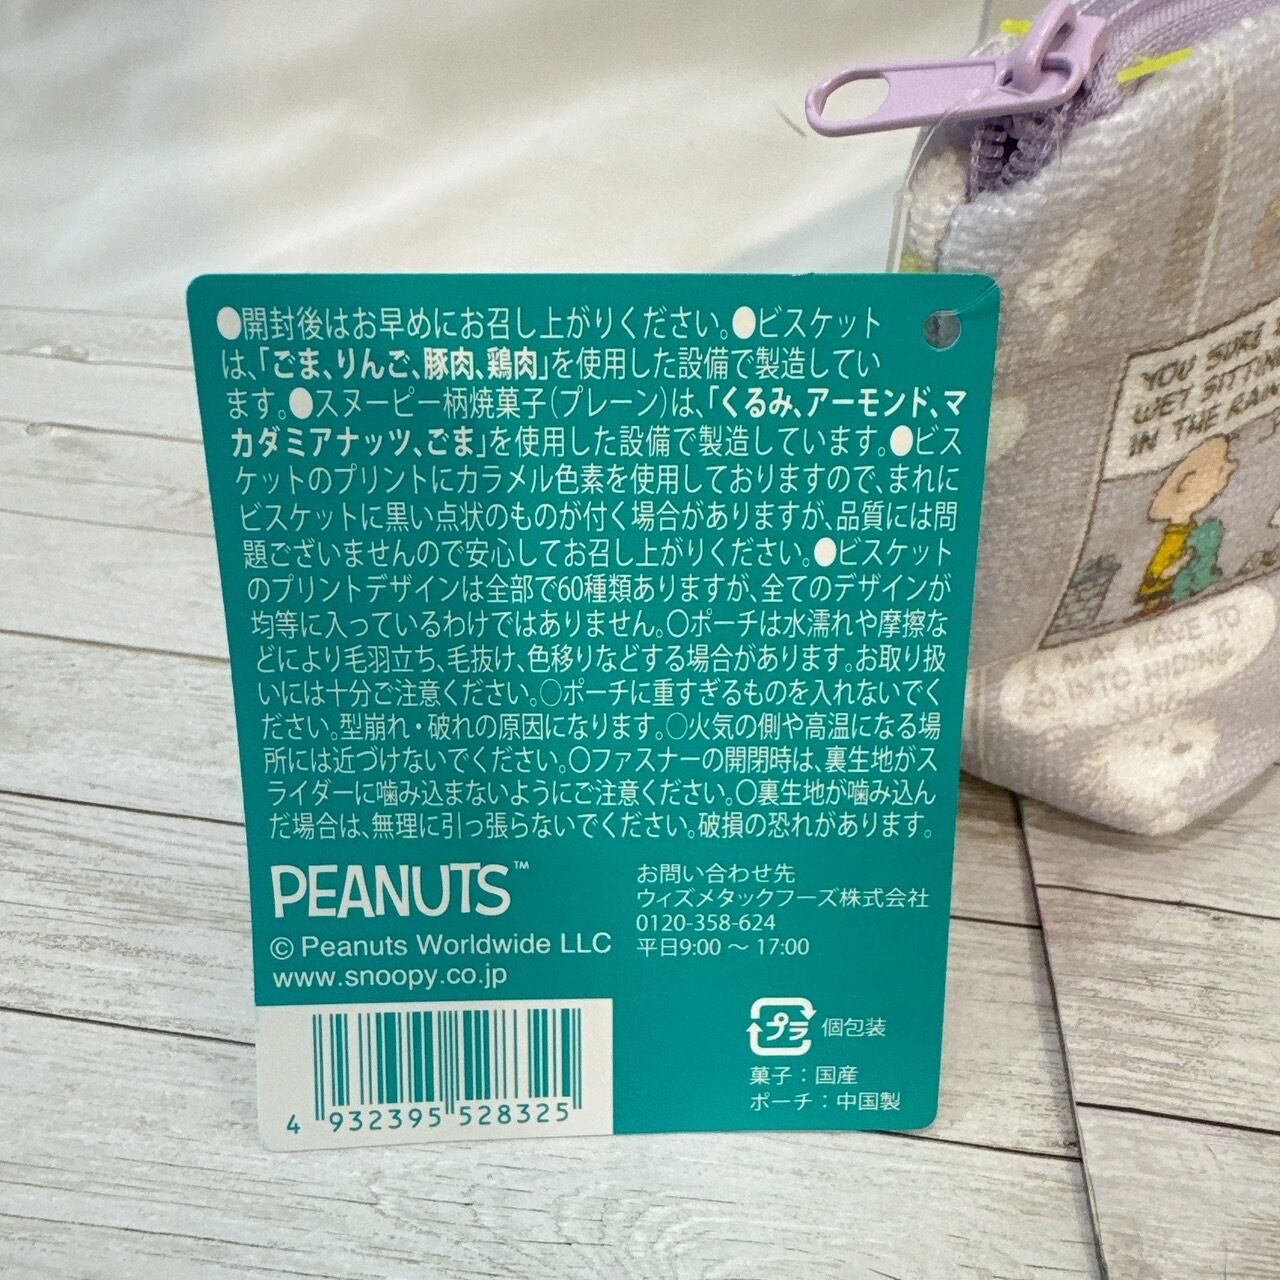 ●開封後はお早めにお召し上がりください。●ビスケット
は、「ごま、りんご、豚肉、鶏肉」を使用した設備で製造してい
ます。●スヌーピー柄焼菓子(プレーン)は、「くるみ、アーモンド、マ
カダミアナッツ、ごま」を使用した設備で製造しています。●ビス
ケットのプリントにカラメル色素を使用しておりますので、まれに
ビスケットに黒い点状のものが付く場合がありますが、品質には問
題ございませんので安心してお召し上がりください。●ビスケット
のプリントデザインは全部で60種類ありますが、全てのデザインが
均等に入っているわけではありません。○ポーチは水濡れや摩擦な
どにより毛羽立ち、毛抜け、色移りなどする場合があります。お取り扱
いには十分ご注意ください。○ポーチに重すぎるものを入れないでく
ださい。型崩れ・破れの原因になります。○火気の側や高温になる場
所には近づけないでください。○ファスナーの開閉時は、裏生地がス
ライダーに噛み込まないようにご注意ください。○裏生地が噛み込ん
だ場合は、無理に引っ張らないでください。破損の恐れがあります。
PEANUTS™
© Peanuts Worldwide LLC
www.snoopy.co.jp
お問い合わせ先
ウィズメタックフーズ株式会社
0120-358-624
平日9:00 〜 17:00
プラ 個包装
菓子：国産
ポーチ：中国製
4 932395 528325
YOU SURE
WET SITTING
IN THE RAIN
MAY HAVE TO
GO INTO HIDING